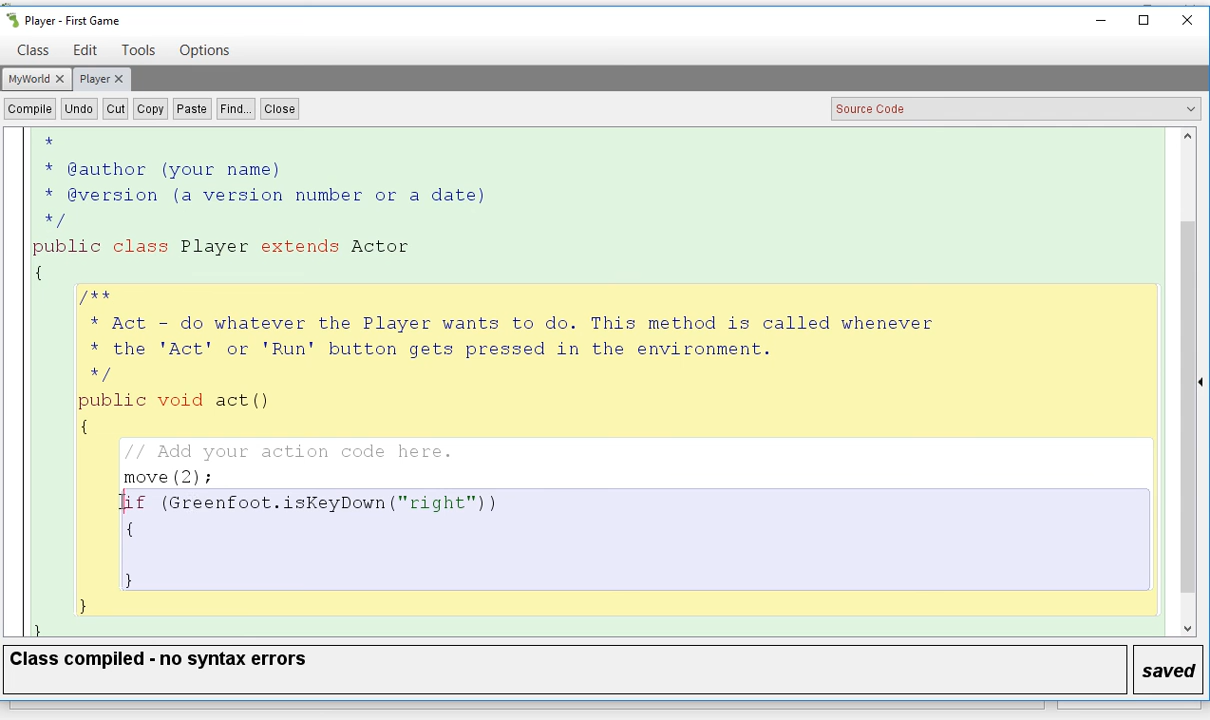 Player - First Game
Class Edit Tools Options
MyWorld Player
Compile Undo Cut Copy Paste Find... Close Source Code
*
* @author (your name)
* @version (a version number or a date)
*/
public class Player extends Actor
{
/**
* Act - do whatever the Player wants to do. This method is called whenever
* the 'Act' or 'Run' button gets pressed in the environment.
*/
public void act()
{
// Add your action code here.
move(2);
if (Greenfoot.isKeyDown("right"))
{
}
}
}
Class compiled - no syntax errors
saved